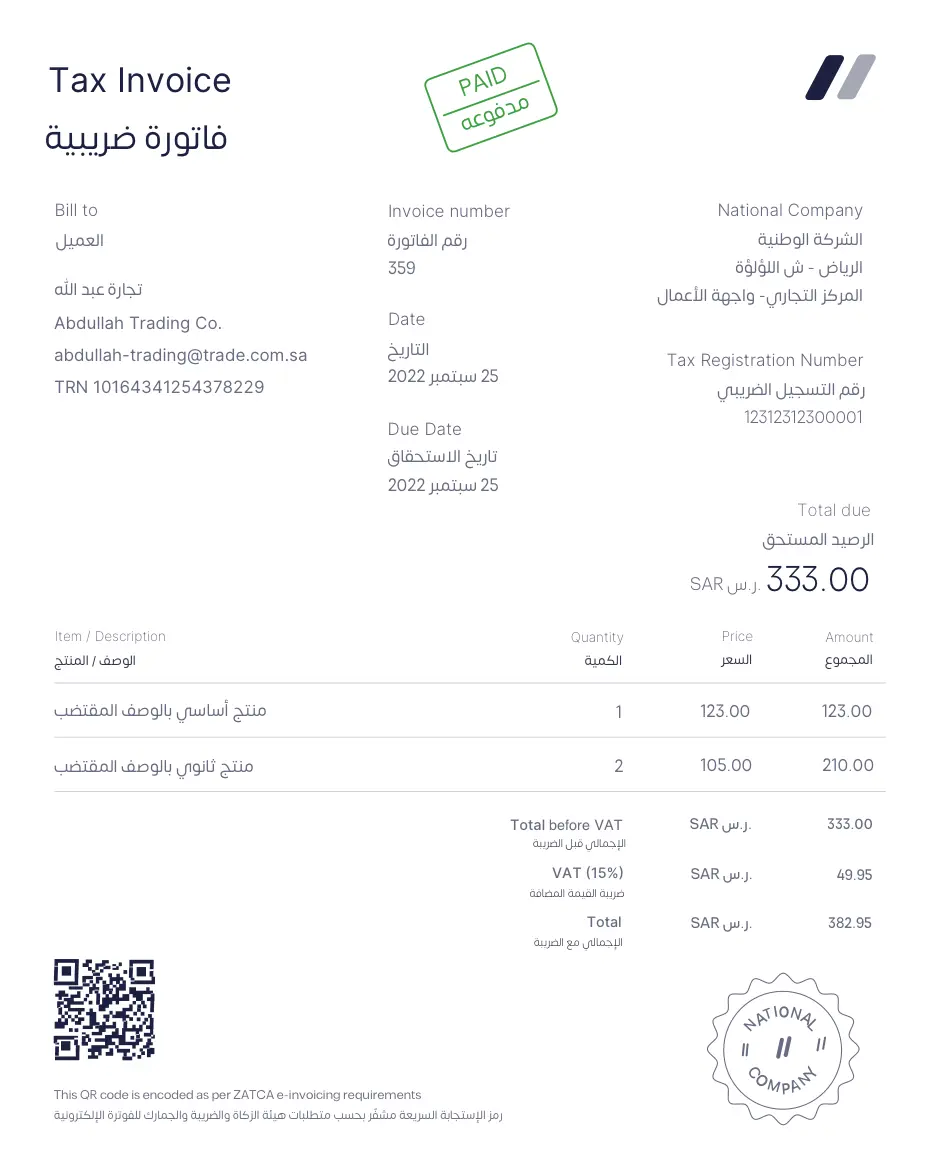 Tax Invoice
فاتورة ضريبية
PAID
مدفوعه
Bill to
العميل
تجارة عبد الله
Abdullah Trading Co.
abdullah-trading@trade.com.sa
TRN 10164341254378229
Invoice number
رقم الفاتورة
359
Date
التاريخ
25 سبتمبر 2022
Due Date
تاريخ الاستحقاق
25 سبتمبر 2022
National Company
الشركة الوطنية
الرياض - ش اللؤلؤة
المركز التجاري- واجهة الأعمال
Tax Registration Number
رقم التسجيل الضريبي
12312312300001
Total due
الرصيد المستحق
SAR ر.س. 333.00
Item / Description Quantity Price Amount
الوصف / المنتج الكمية السعر المجموع
منتج أساسي بالوصف المقتضب 1 123.00 123.00
منتج ثانوي بالوصف المقتضب 2 105.00 210.00
Total before VAT SAR ر.س. 333.00
الإجمالي قبل الضريبة
VAT (15%) SAR ر.س. 49.95
ضريبة القيمة المضافة
Total SAR ر.س. 382.95
الإجمالي مع الضريبة
NATIONAL
COMPANY
This QR code is encoded as per ZATCA e-invoicing requirements
رمز الإستجابة السريعة مشفّر بحسب متطلبات هيئة الزكاة والضريبة والجمارك للفوترة الإلكترونية